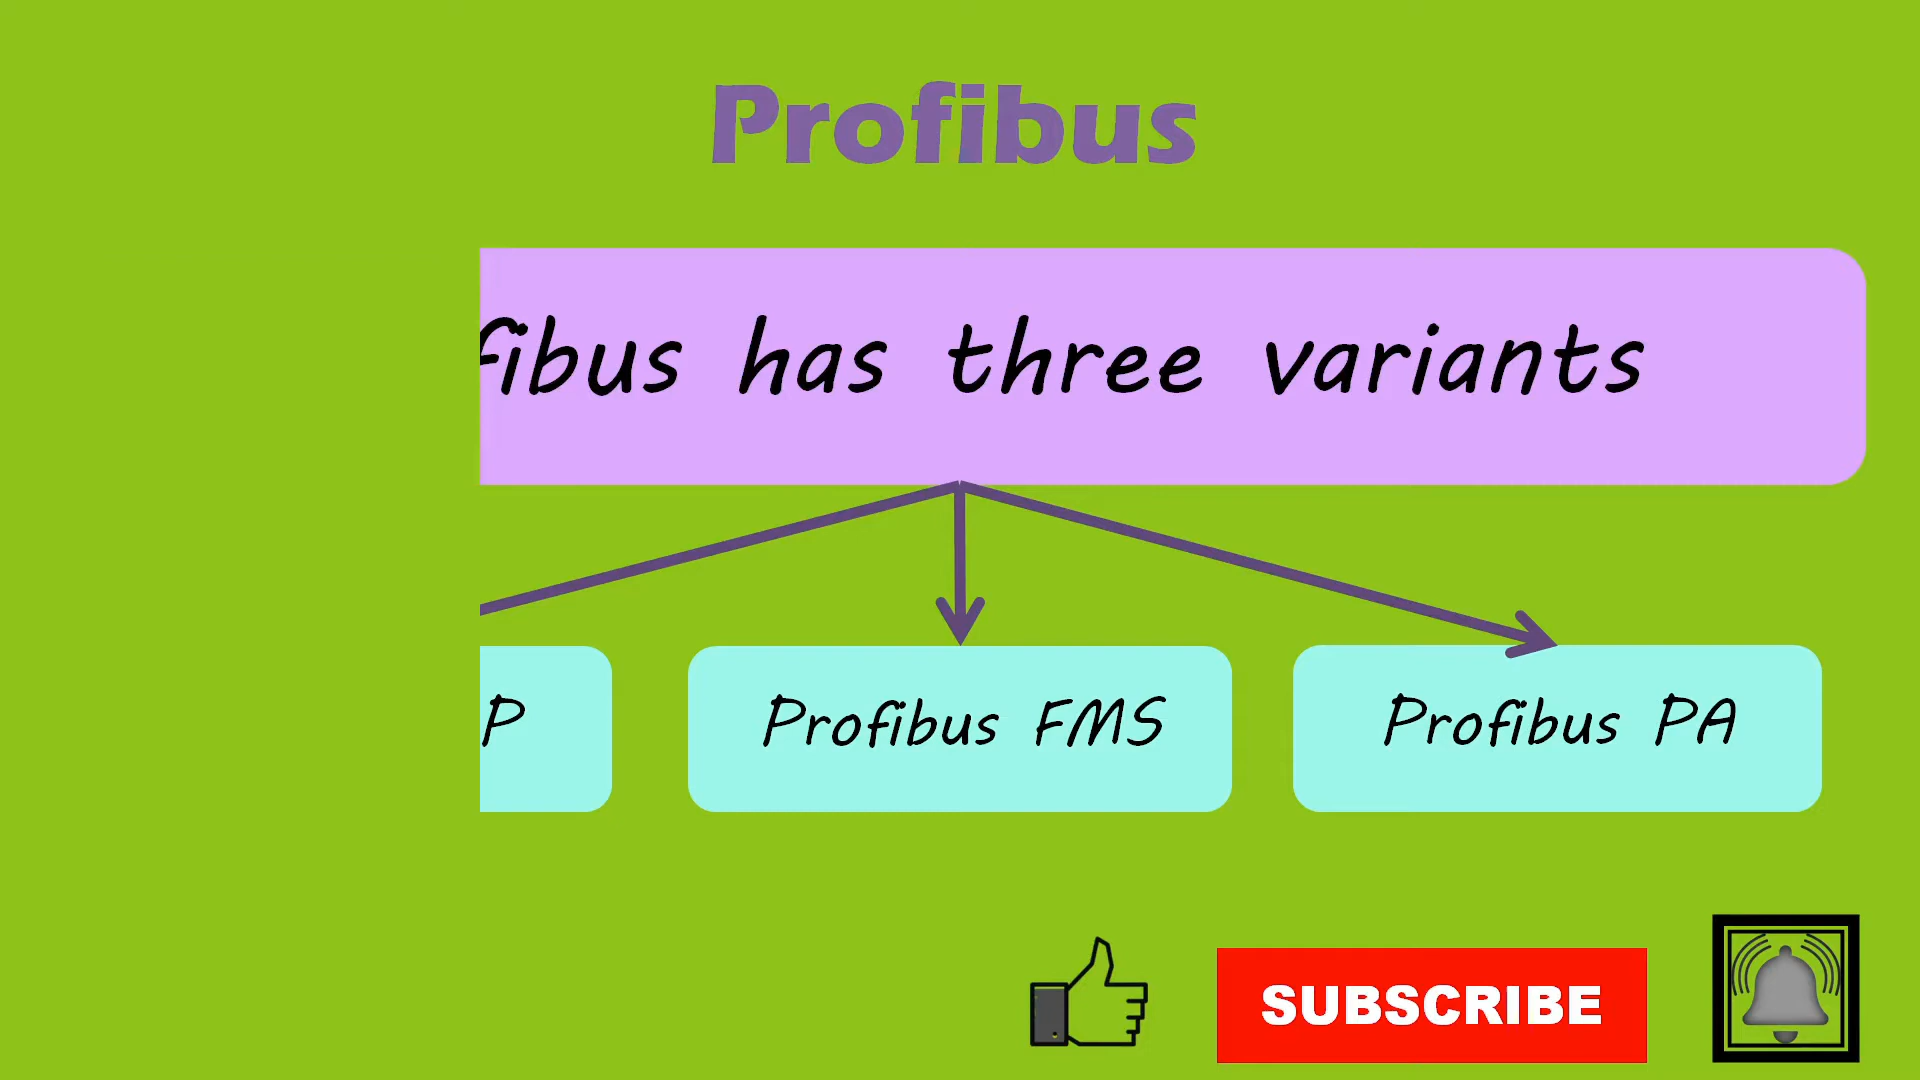 Profibus
fibus has three variants
P
Profibus FMS
Profibus PA
SUBSCRIBE